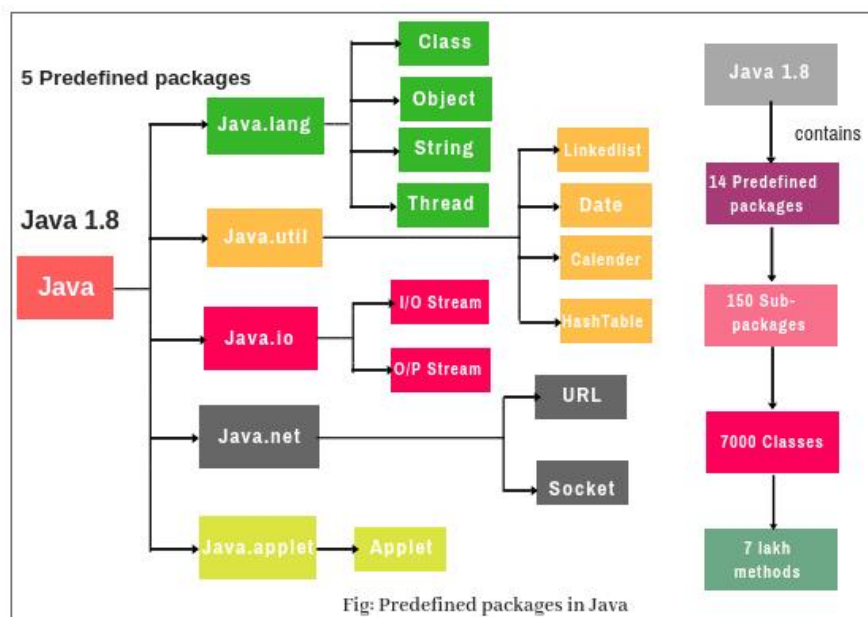 5 Predefined packages
Java 1.8
Java
Java.lang
Class
Object
String
Thread
Java.util
Linkedlist
Date
Calender
HashTable
Java.io
I/O Stream
O/P Stream
Java.net
URL
Socket
Java.applet
Applet
Java 1.8
contains
14 Predefined
packages
150 Sub-
packages
7000 Classes
7 lakh
methods
Fig: Predefined packages in Java